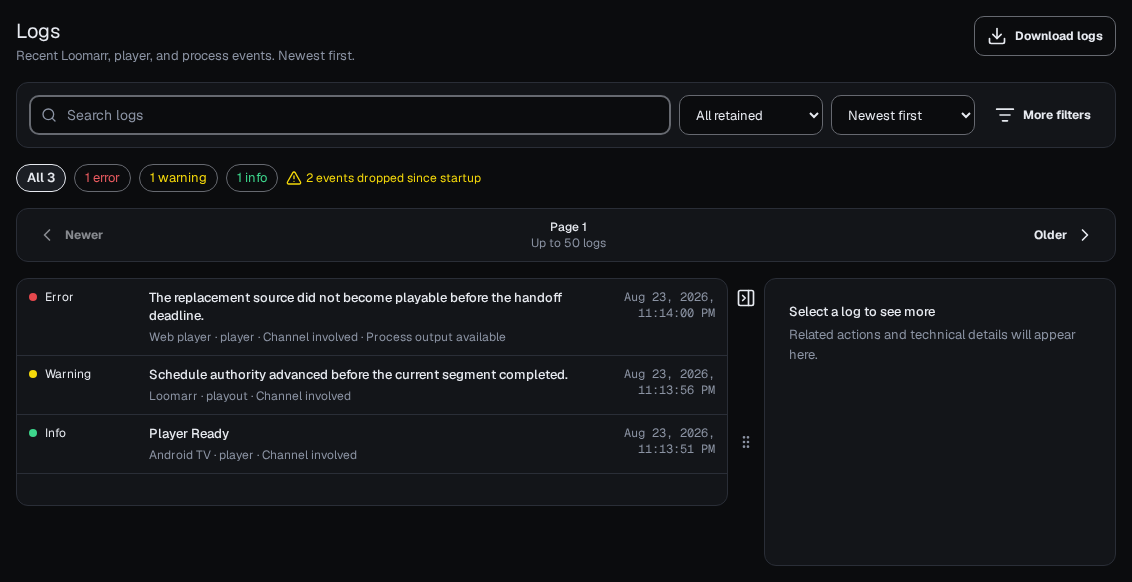 Logs
Recent Loomarr, player, and process events. Newest first.
Download logs
Search logs
All retained
Newest first
More filters
All 3
1 error
1 warning
1 info
2 events dropped since startup
Newer
Page 1
Up to 50 logs
Older
Error
The replacement source did not become playable before the handoff
deadline.
Web player · player · Channel involved · Process output available
Aug 23, 2026,
11:14:00 PM
Warning
Schedule authority advanced before the current segment completed.
Loomarr · playout · Channel involved
Aug 23, 2026,
11:13:56 PM
Info
Player Ready
Android TV · player · Channel involved
Aug 23, 2026,
11:13:51 PM
Select a log to see more
Related actions and technical details will appear
here.